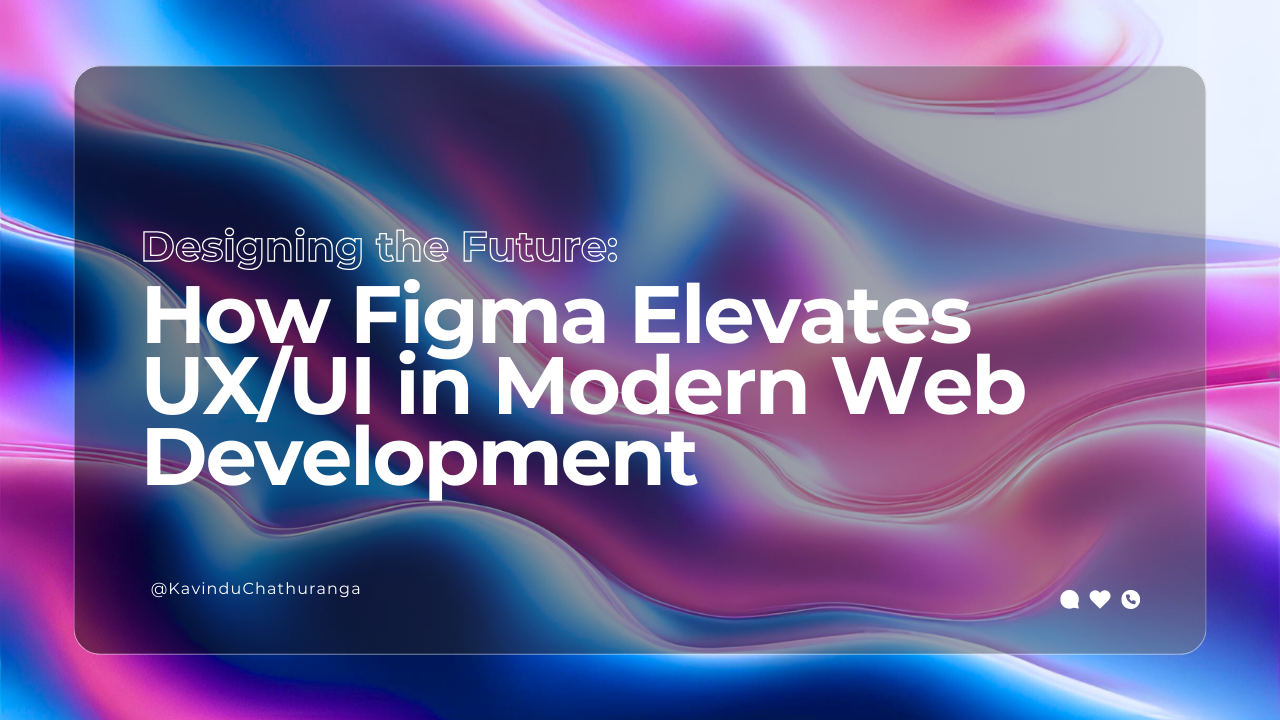 Designing the Future:
How Figma Elevates
UX/UI in Modern Web
Development
@KavinduChathuranga